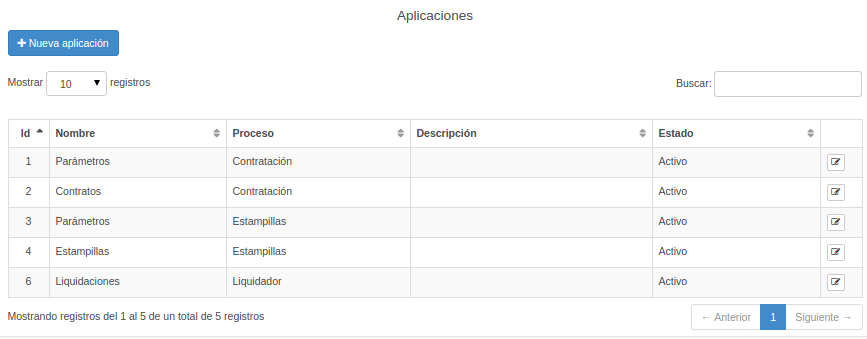 Aplicaciones
Nueva aplicación
Mostrar 10 registros Buscar:
Id Nombre Proceso Descripción Estado
1 Parámetros Contratación Activo
2 Contratos Contratación Activo
3 Parámetros Estampillas Activo
4 Estampillas Estampillas Activo
6 Liquidaciones Liquidador Activo
Mostrando registros del 1 al 5 de un total de 5 registros ← Anterior 1 Siguiente →